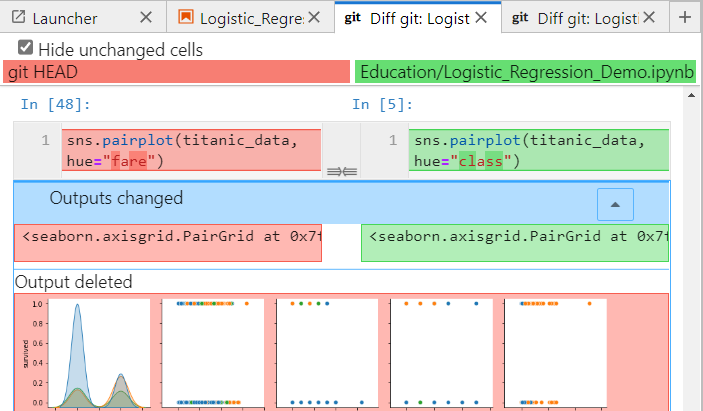 Launcher
Logistic_Regre
git Diff git: Logist
git Diff git: Logisti
Hide unchanged cells
git HEAD
Education/Logistic_Regression_Demo.ipynb
In [48]:
In [5]:
1 sns.pairplot(titanic_data,
hue="fare")
1 sns.pairplot(titanic_data,
hue="class")
Outputs changed
<seaborn.axisgrid.PairGrid at 0x7f
<seaborn.axisgrid.PairGrid at 0x7f
Output deleted
survived
1.0
0.8
0.6
0.4
0.2
0.0